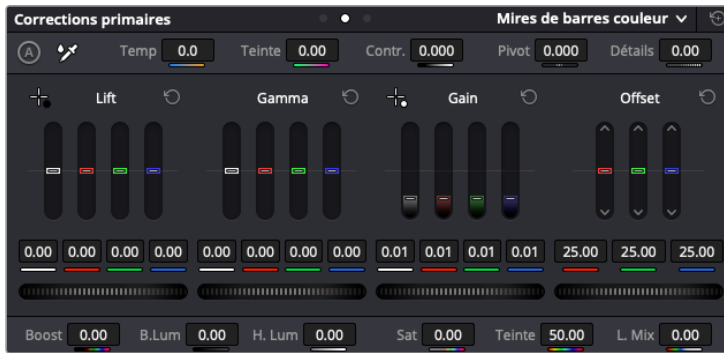 Corrections primaires Mires de barres couleur
A Temp 0.0 Teinte 0.00 Contr. 0.000 Pivot 0.000 Détails 0.00
Lift Gamma Gain Offset
0.00 0.00 0.00 0.00 0.00 0.00 0.00 0.00 0.01 0.01 0.01 0.01 25.00 25.00 25.00
Boost 0.00 B.Lum 0.00 H. Lum 0.00 Sat 0.00 Teinte 50.00 L. Mix 0.00